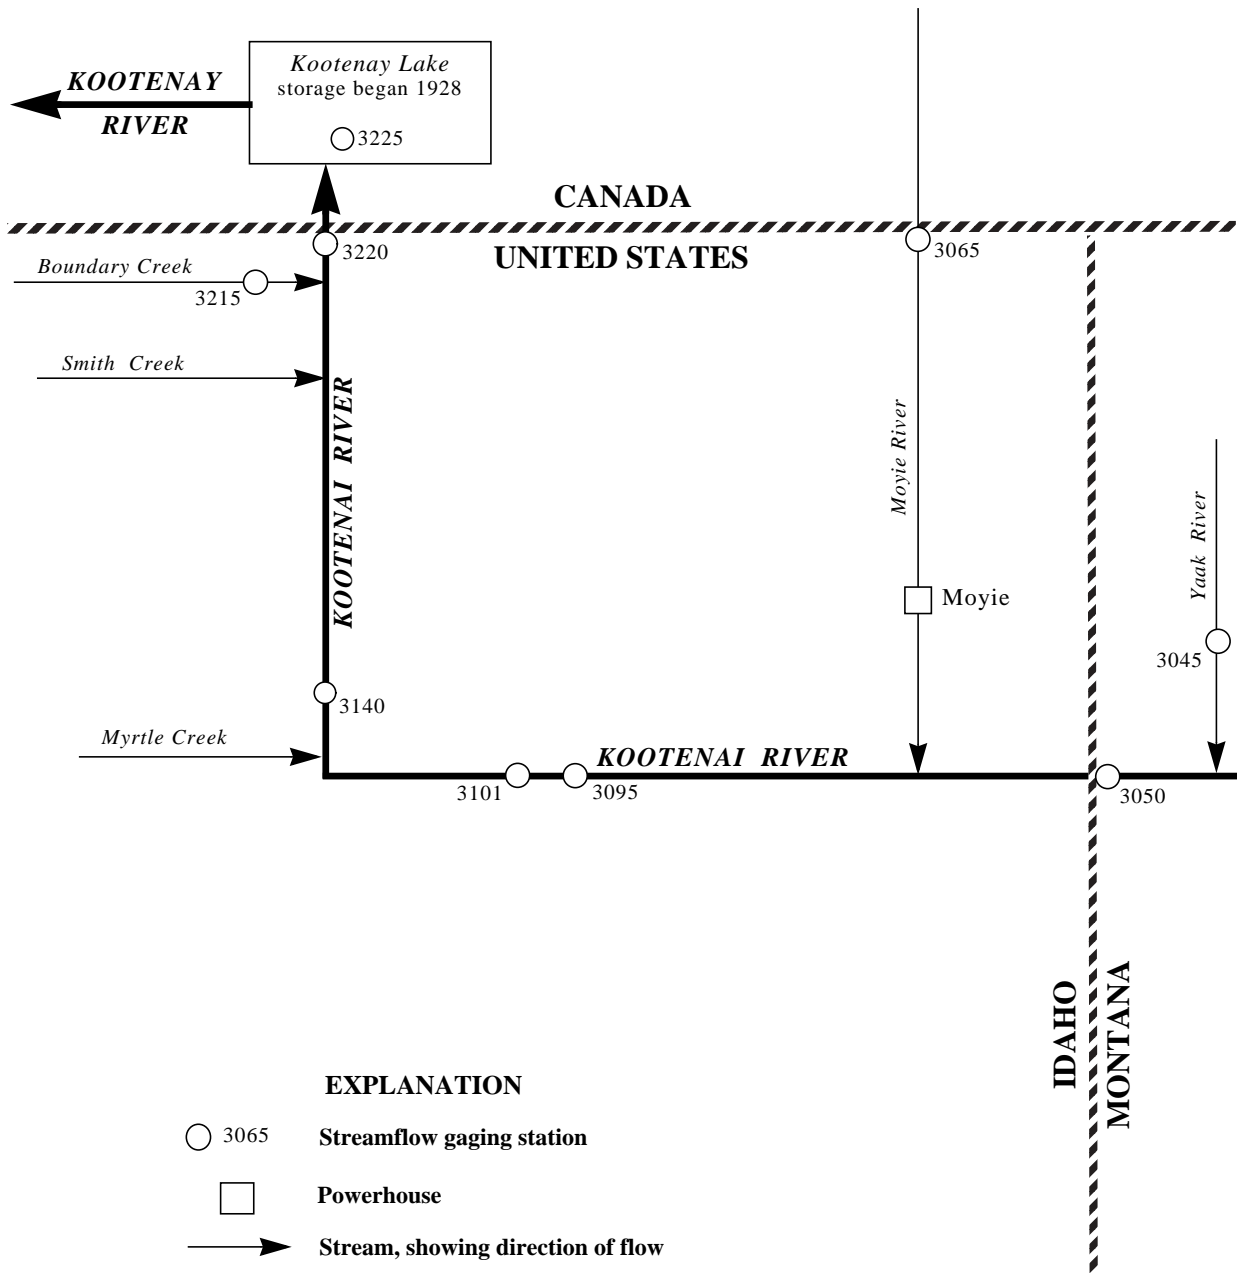 KOOTENAY
RIVER
Kootenay Lake
storage began 1928
3225
CANADA
UNITED STATES
3220
3065
Boundary Creek
3215
Smith Creek
KOOTENAI RIVER
Moyie River
Yaak River
Moyie
3045
3140
Myrtle Creek
KOOTENAI RIVER
3101
3095
3050
IDAHO
MONTANA
EXPLANATION
3065 Streamflow gaging station
Powerhouse
Stream, showing direction of flow